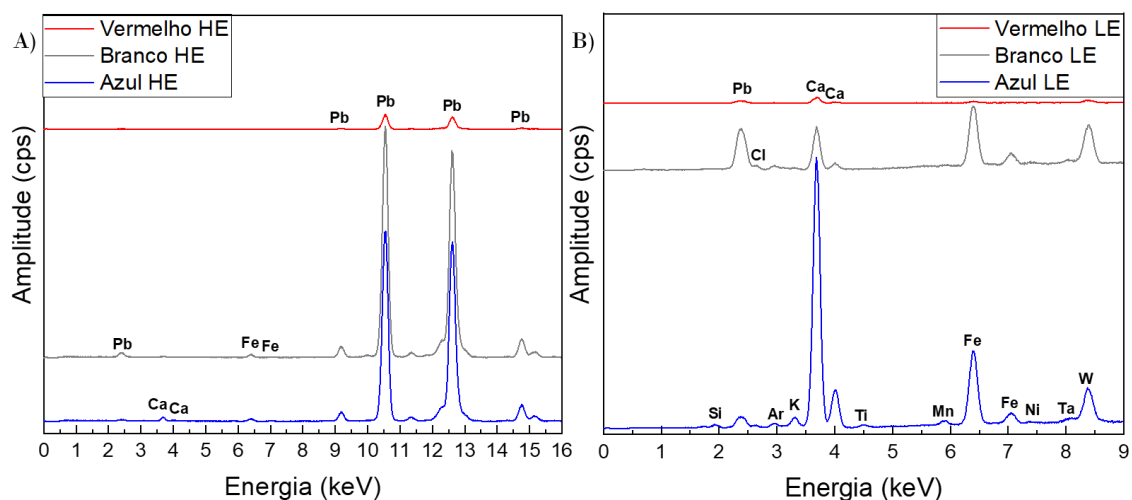 A)
Vermelho HE
Branco HE
Azul HE
Pb Pb Pb Pb
Pb Fe Fe
Ca Ca
Amplitude (cps)
0 1 2 3 4 5 6 7 8 9 10 11 12 13 14 15 16
Energia (keV)
B)
Vermelho LE
Branco LE
Azul LE
Pb Ca Ca
Cl
Si Ar K Ti Mn Fe Fe Ni Ta W
Amplitude (cps)
0 1 2 3 4 5 6 7 8 9
Energia (keV)